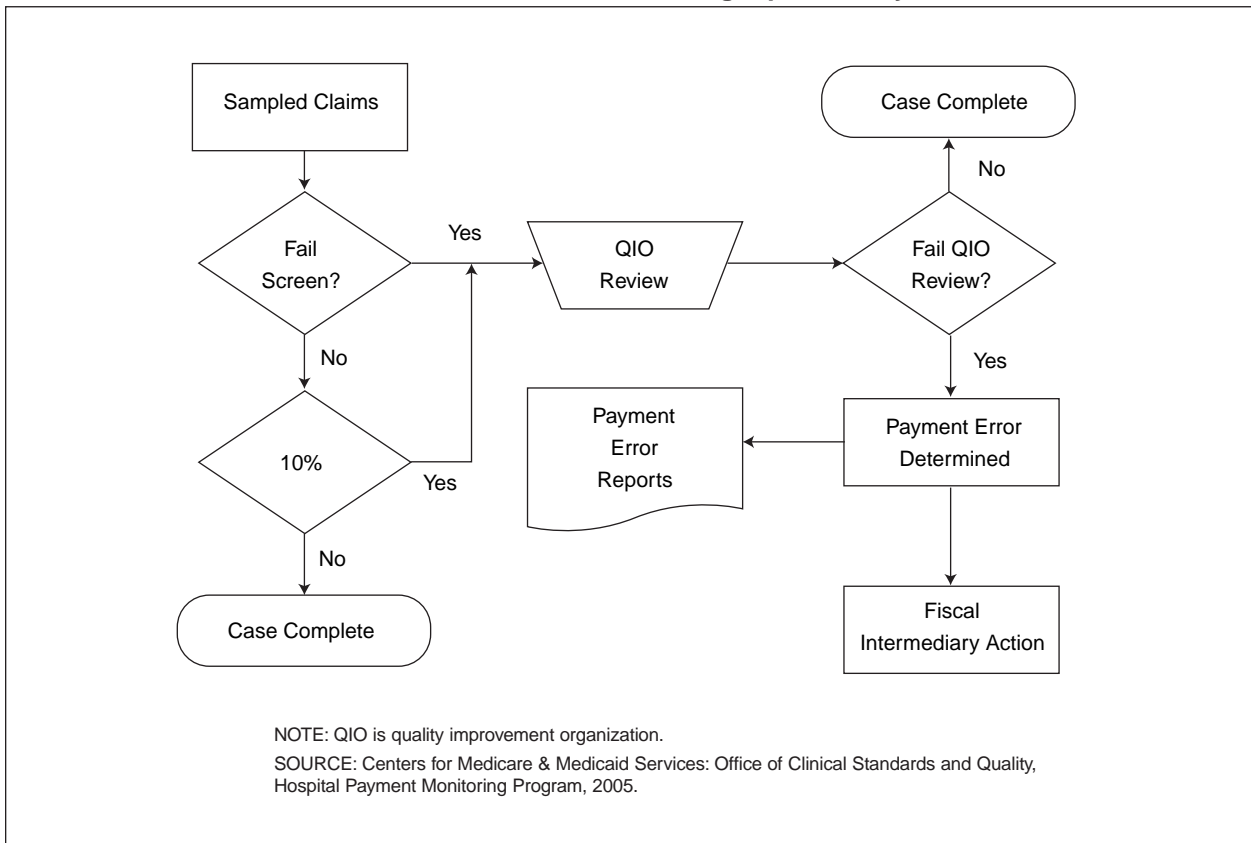 Sampled Claims
Case Complete
No
Fail
Screen?
Yes
QIO
Review
Fail QIO
Review?
No
Yes
10%
Yes
Payment
Error
Reports
Payment Error
Determined
No
Case Complete
Fiscal
Intermediary Action
NOTE: QIO is quality improvement organization.
SOURCE: Centers for Medicare & Medicaid Services: Office of Clinical Standards and Quality,
Hospital Payment Monitoring Program, 2005.